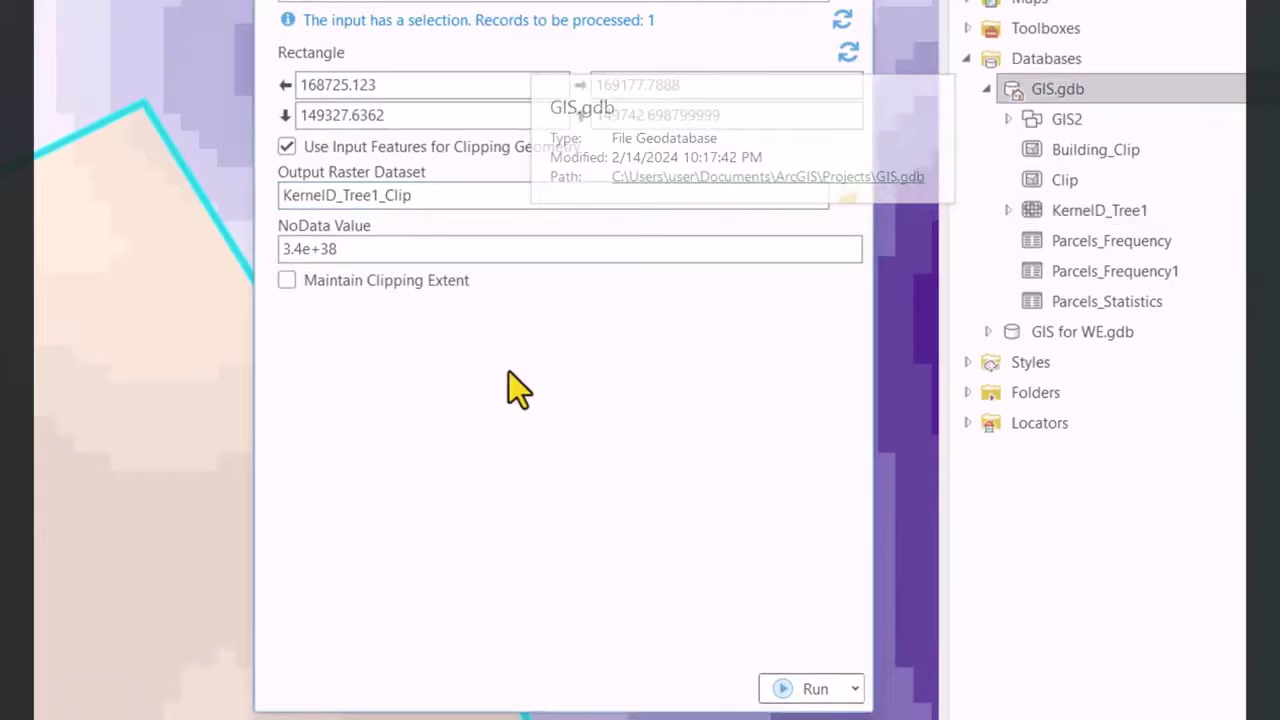 The input has a selection. Records to be processed: 1
Rectangle
168725.123
169177.7888
149327.6362
149742.698799999
Use Input Features for Clipping Geometry
Output Raster Dataset
KernelD_Tree1_Clip
NoData Value
3.4e+38
Maintain Clipping Extent
Run
GIS.gdb
Type: File Geodatabase
Modified: 2/14/2024 10:17:42 PM
Path: C:\Users\user\Documents\ArcGIS\Projects\GIS.gdb
Maps
Toolboxes
Databases
GIS.gdb
GIS2
Building_Clip
Clip
KernelD_Tree1
Parcels_Frequency
Parcels_Frequency1
Parcels_Statistics
GIS for WE.gdb
Styles
Folders
Locators